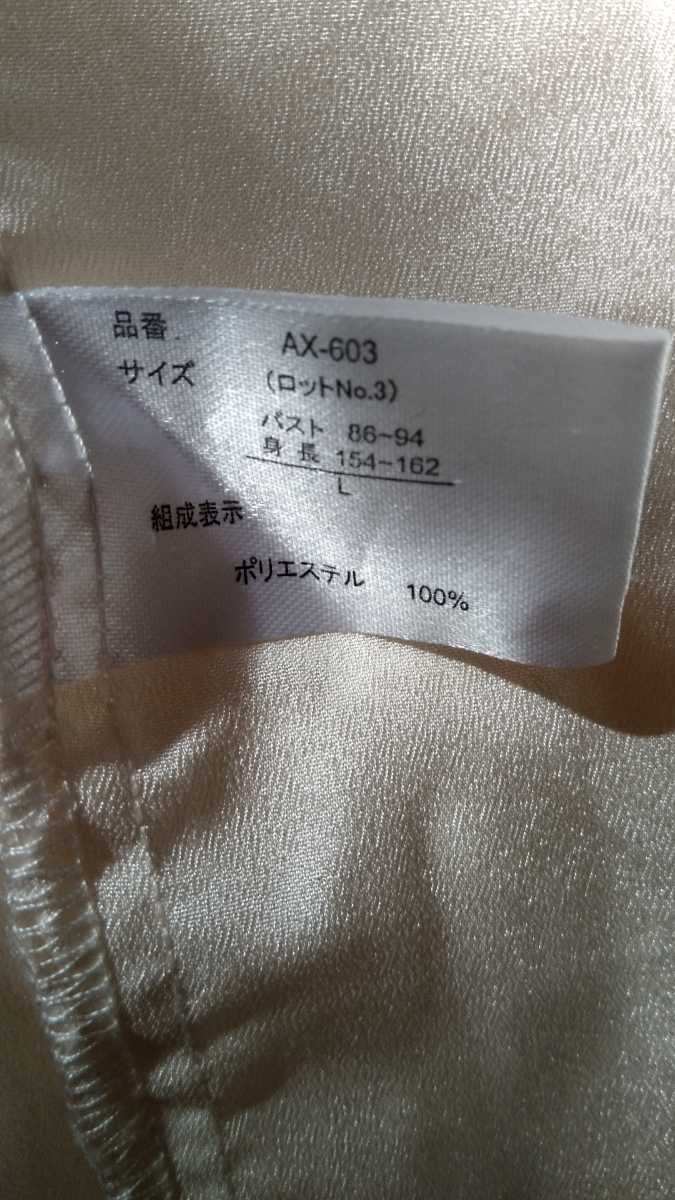 品番 AX-603
サイズ (ロットNo.3)
バスト 86~94
身長 154-162
L
組成表示
ポリエステル 100%